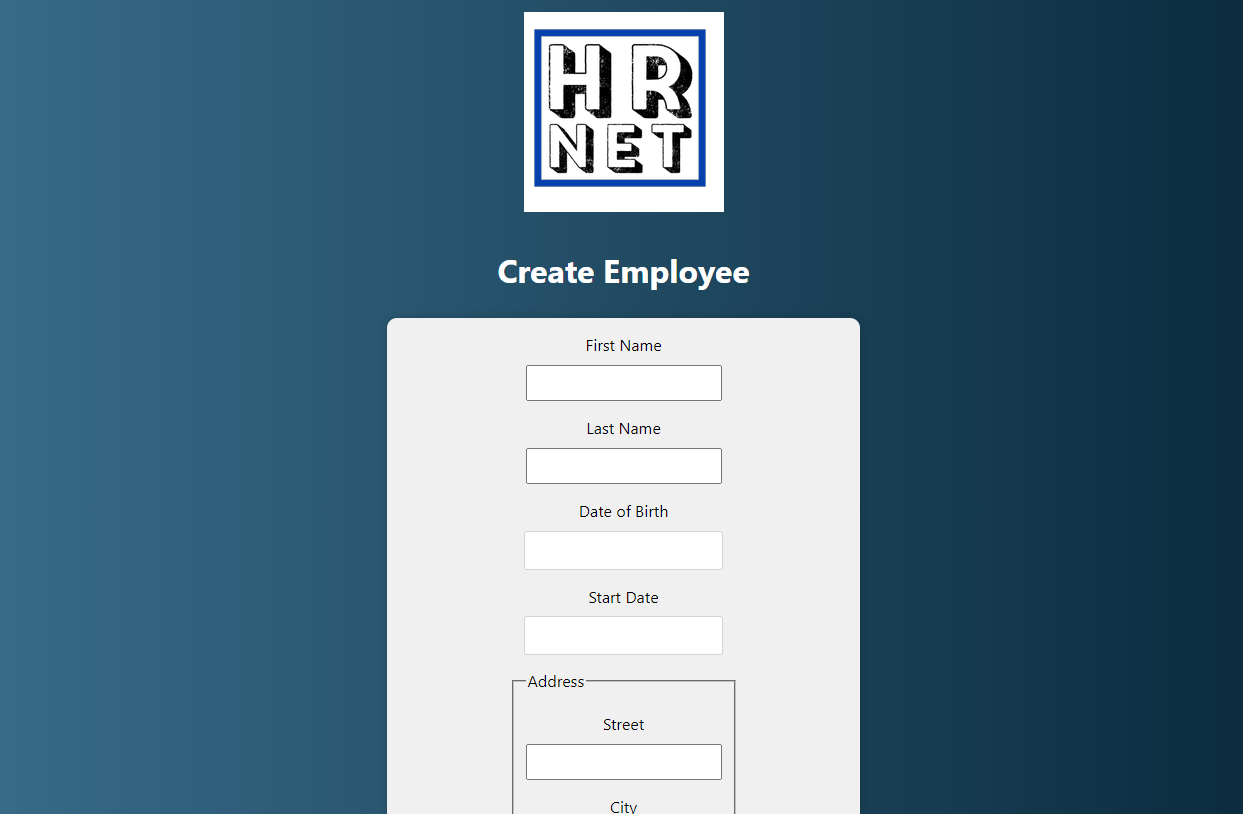 HR
NET
Create Employee
First Name
Last Name
Date of Birth
Start Date
Address
Street
City